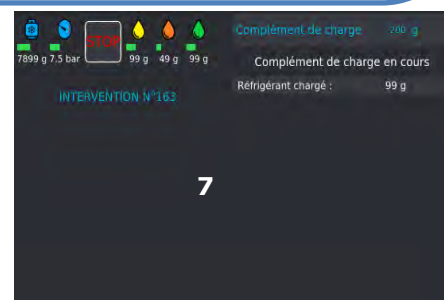 STOP
7899 g 7.5 bar 99 g 49 g 99 g
INTERVENTION N°163
Complément de charge 200 g
Complément de charge en cours
Réfrigérant chargé : 99 g
7